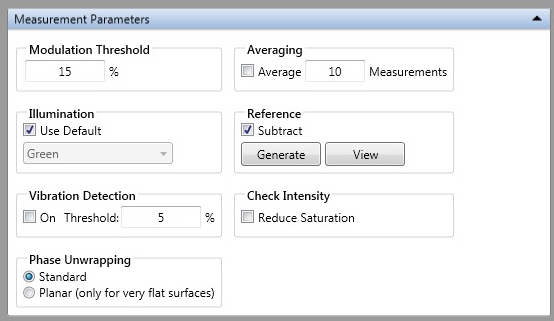 Measurement Parameters
Modulation Threshold
15 %
Averaging
Average 10 Measurements
Illumination
Use Default
Green
Reference
Subtract
Generate View
Vibration Detection
On Threshold: 5 %
Check Intensity
Reduce Saturation
Phase Unwrapping
Standard
Planar (only for very flat surfaces)